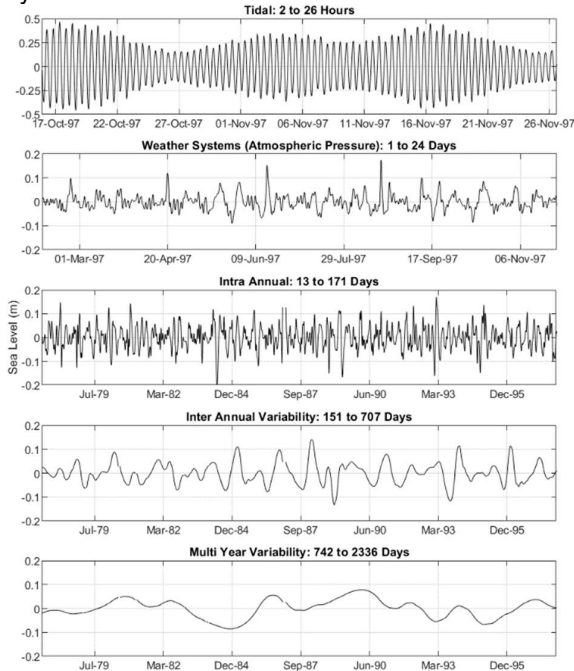 Tidal: 2 to 26 Hours
0.5
0.25
0
-0.25
-0.5
17-Oct-97 22-Oct-97 27-Oct-97 01-Nov-97 06-Nov-97 11-Nov-97 16-Nov-97 21-Nov-97 26-Nov-97
Weather Systems (Atmospheric Pressure): 1 to 24 Days
0.2
0.1
0
-0.1
-0.2
01-Mar-97 20-Apr-97 09-Jun-97 29-Jul-97 17-Sep-97 06-Nov-97
Intra Annual: 13 to 171 Days
Sea Level (m)
0.2
0.1
0
-0.1
-0.2
Jul-79 Mar-82 Dec-84 Sep-87 Jun-90 Mar-93 Dec-95
Inter Annual Variability: 151 to 707 Days
0.2
0.1
0
-0.1
-0.2
Jul-79 Mar-82 Dec-84 Sep-87 Jun-90 Mar-93 Dec-95
Multi Year Variability: 742 to 2336 Days
0.2
0.1
0
-0.1
-0.2
Jul-79 Mar-82 Dec-84 Sep-87 Jun-90 Mar-93 Dec-95